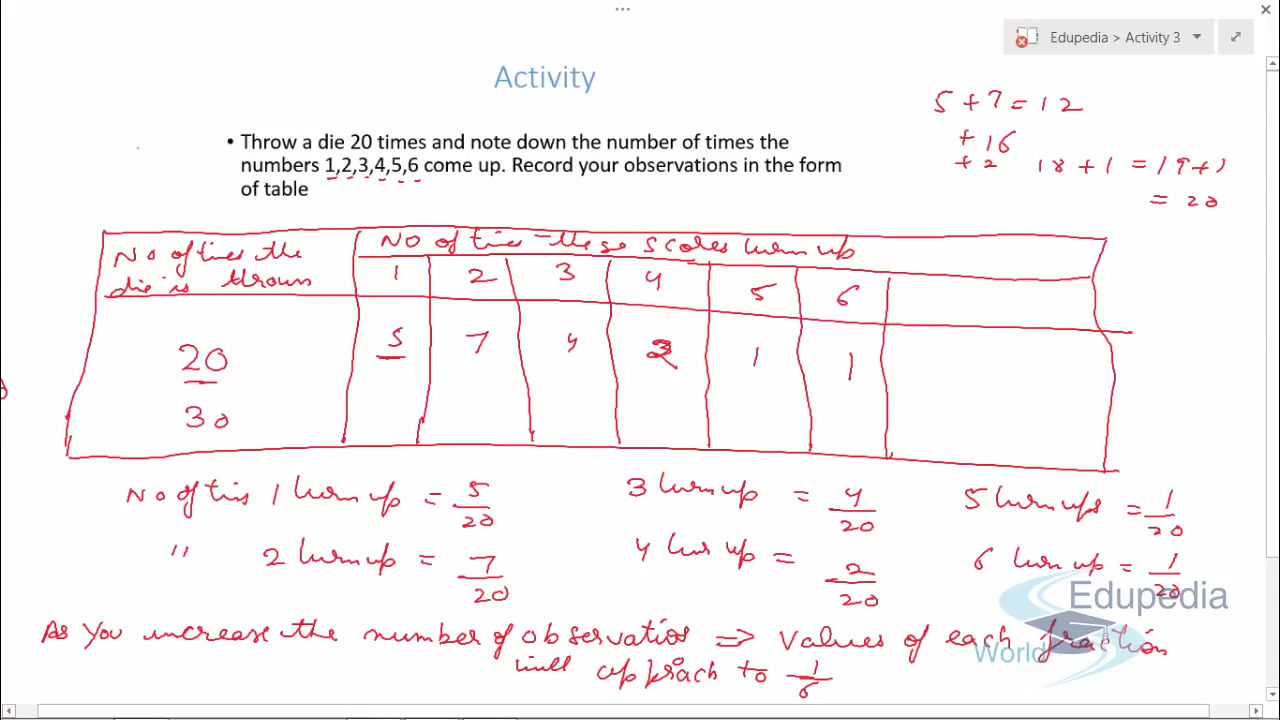 ...
Edupedia > Activity 3
Activity
• Throw a die 20 times and note down the number of times the
numbers 1,2,3,4,5,6 come up. Record your observations in the form
of table
5 + 7 = 12
+ 16
+ 2 18 + 1 = 19 + 1
= 20
No of times the
die is thrown
No of times these scores turn up
1 2 3 4 5 6
20 5 7 4 2 1 1
30
No of tims 1 turn up = 5/20
3 turn up = 4/20
5 turn ups = 1/20
" 2 turn up = 7/20
4 turn up = 2/20
6 turn up = 1/20
As you increase the number of observatios => values of each fraction
will apprach to 1/6
Edupedia
World